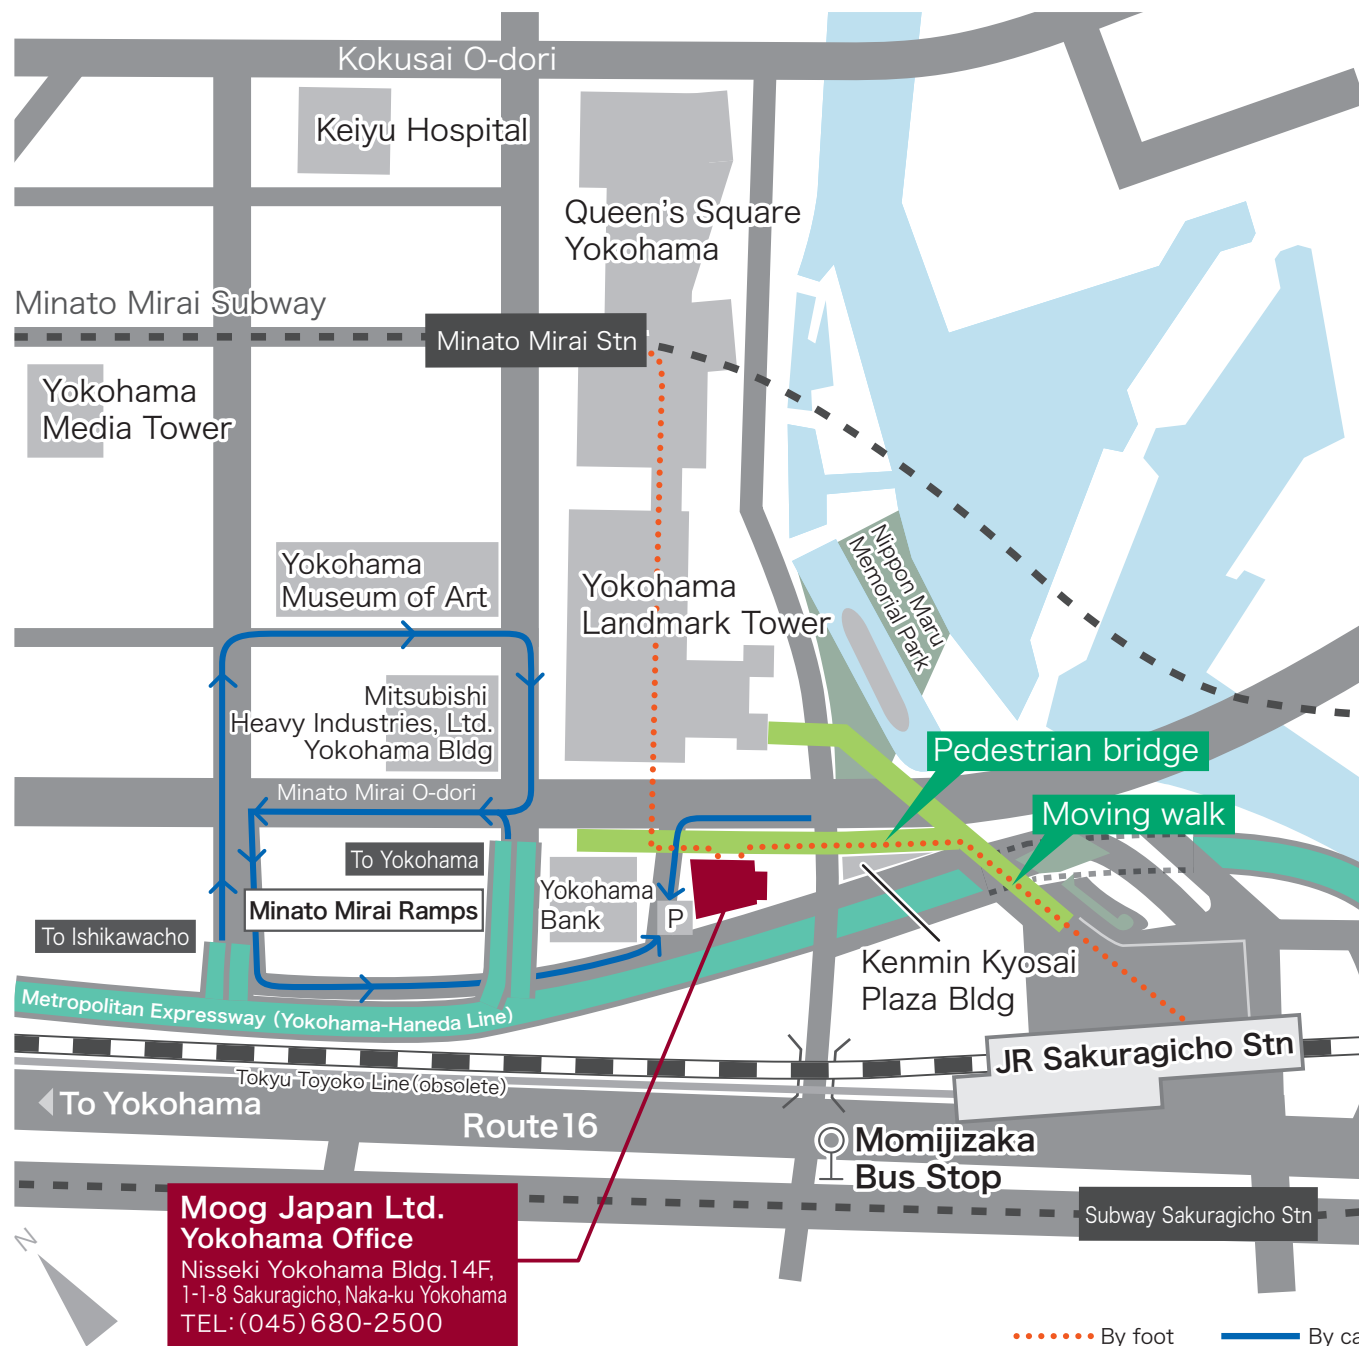 Kokusai O-dori
Keiyu Hospital
Queen's Square
Yokohama
Minato Mirai Subway
Minato Mirai Stn
Yokohama
Media Tower
Nippon Maru
Memorial Park
Yokohama
Museum of Art
Yokohama
Landmark Tower
Mitsubishi
Heavy Industries, Ltd.
Yokohama Bldg
Pedestrian bridge
Minato Mirai O-dori
Moving walk
To Yokohama
Yokohama
Bank
P
Minato Mirai Ramps
To Ishikawacho
Kenmin Kyosai
Plaza Bldg
Metropolitan Expressway (Yokohama-Haneda Line)
JR Sakuragicho Stn
Tokyu Toyoko Line(obsolete)
To Yokohama
Route16
Momijizaka
Bus Stop
Subway Sakuragicho Stn
Moog Japan Ltd.
Yokohama Office
Nisseki Yokohama Bldg.14F,
1-1-8 Sakuragicho, Naka-ku Yokohama
TEL:(045)680-2500
N
By foot
By ca